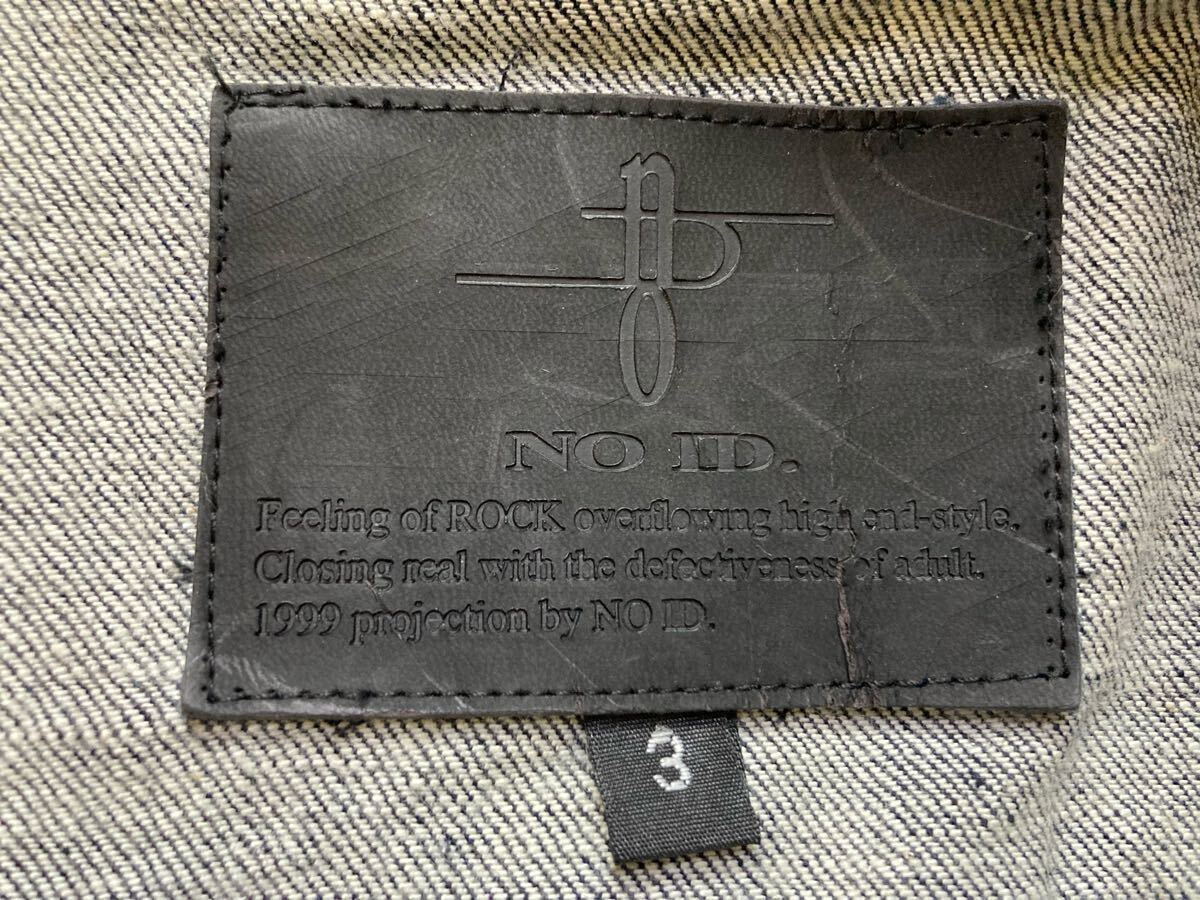 NO ID.
Feeling of ROCK overflowing high end-style.
Closing real with the defectiveness of adult.
1999 projection by NO ID.
3